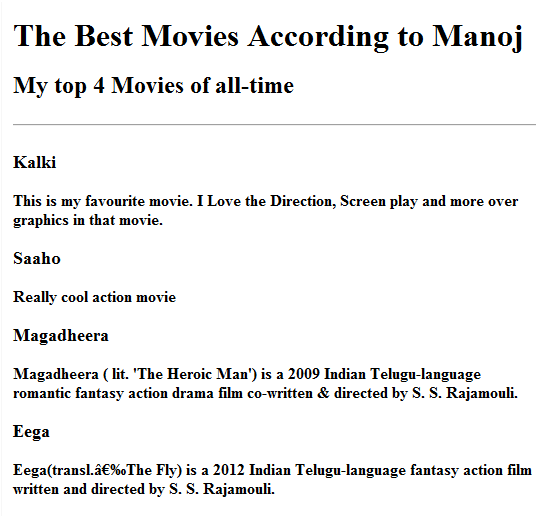 The Best Movies According to Manoj
My top 4 Movies of all-time
Kalki
This is my favourite movie. I Love the Direction, Screen play and more over
graphics in that movie.
Saaho
Really cool action movie
Magadheera
Magadheera ( lit. 'The Heroic Man') is a 2009 Indian Telugu-language
romantic fantasy action drama film co-written & directed by S. S. Rajamouli.
Eega
Eega(transl.â€‰The Fly) is a 2012 Indian Telugu-language fantasy action film
written and directed by S. S. Rajamouli.